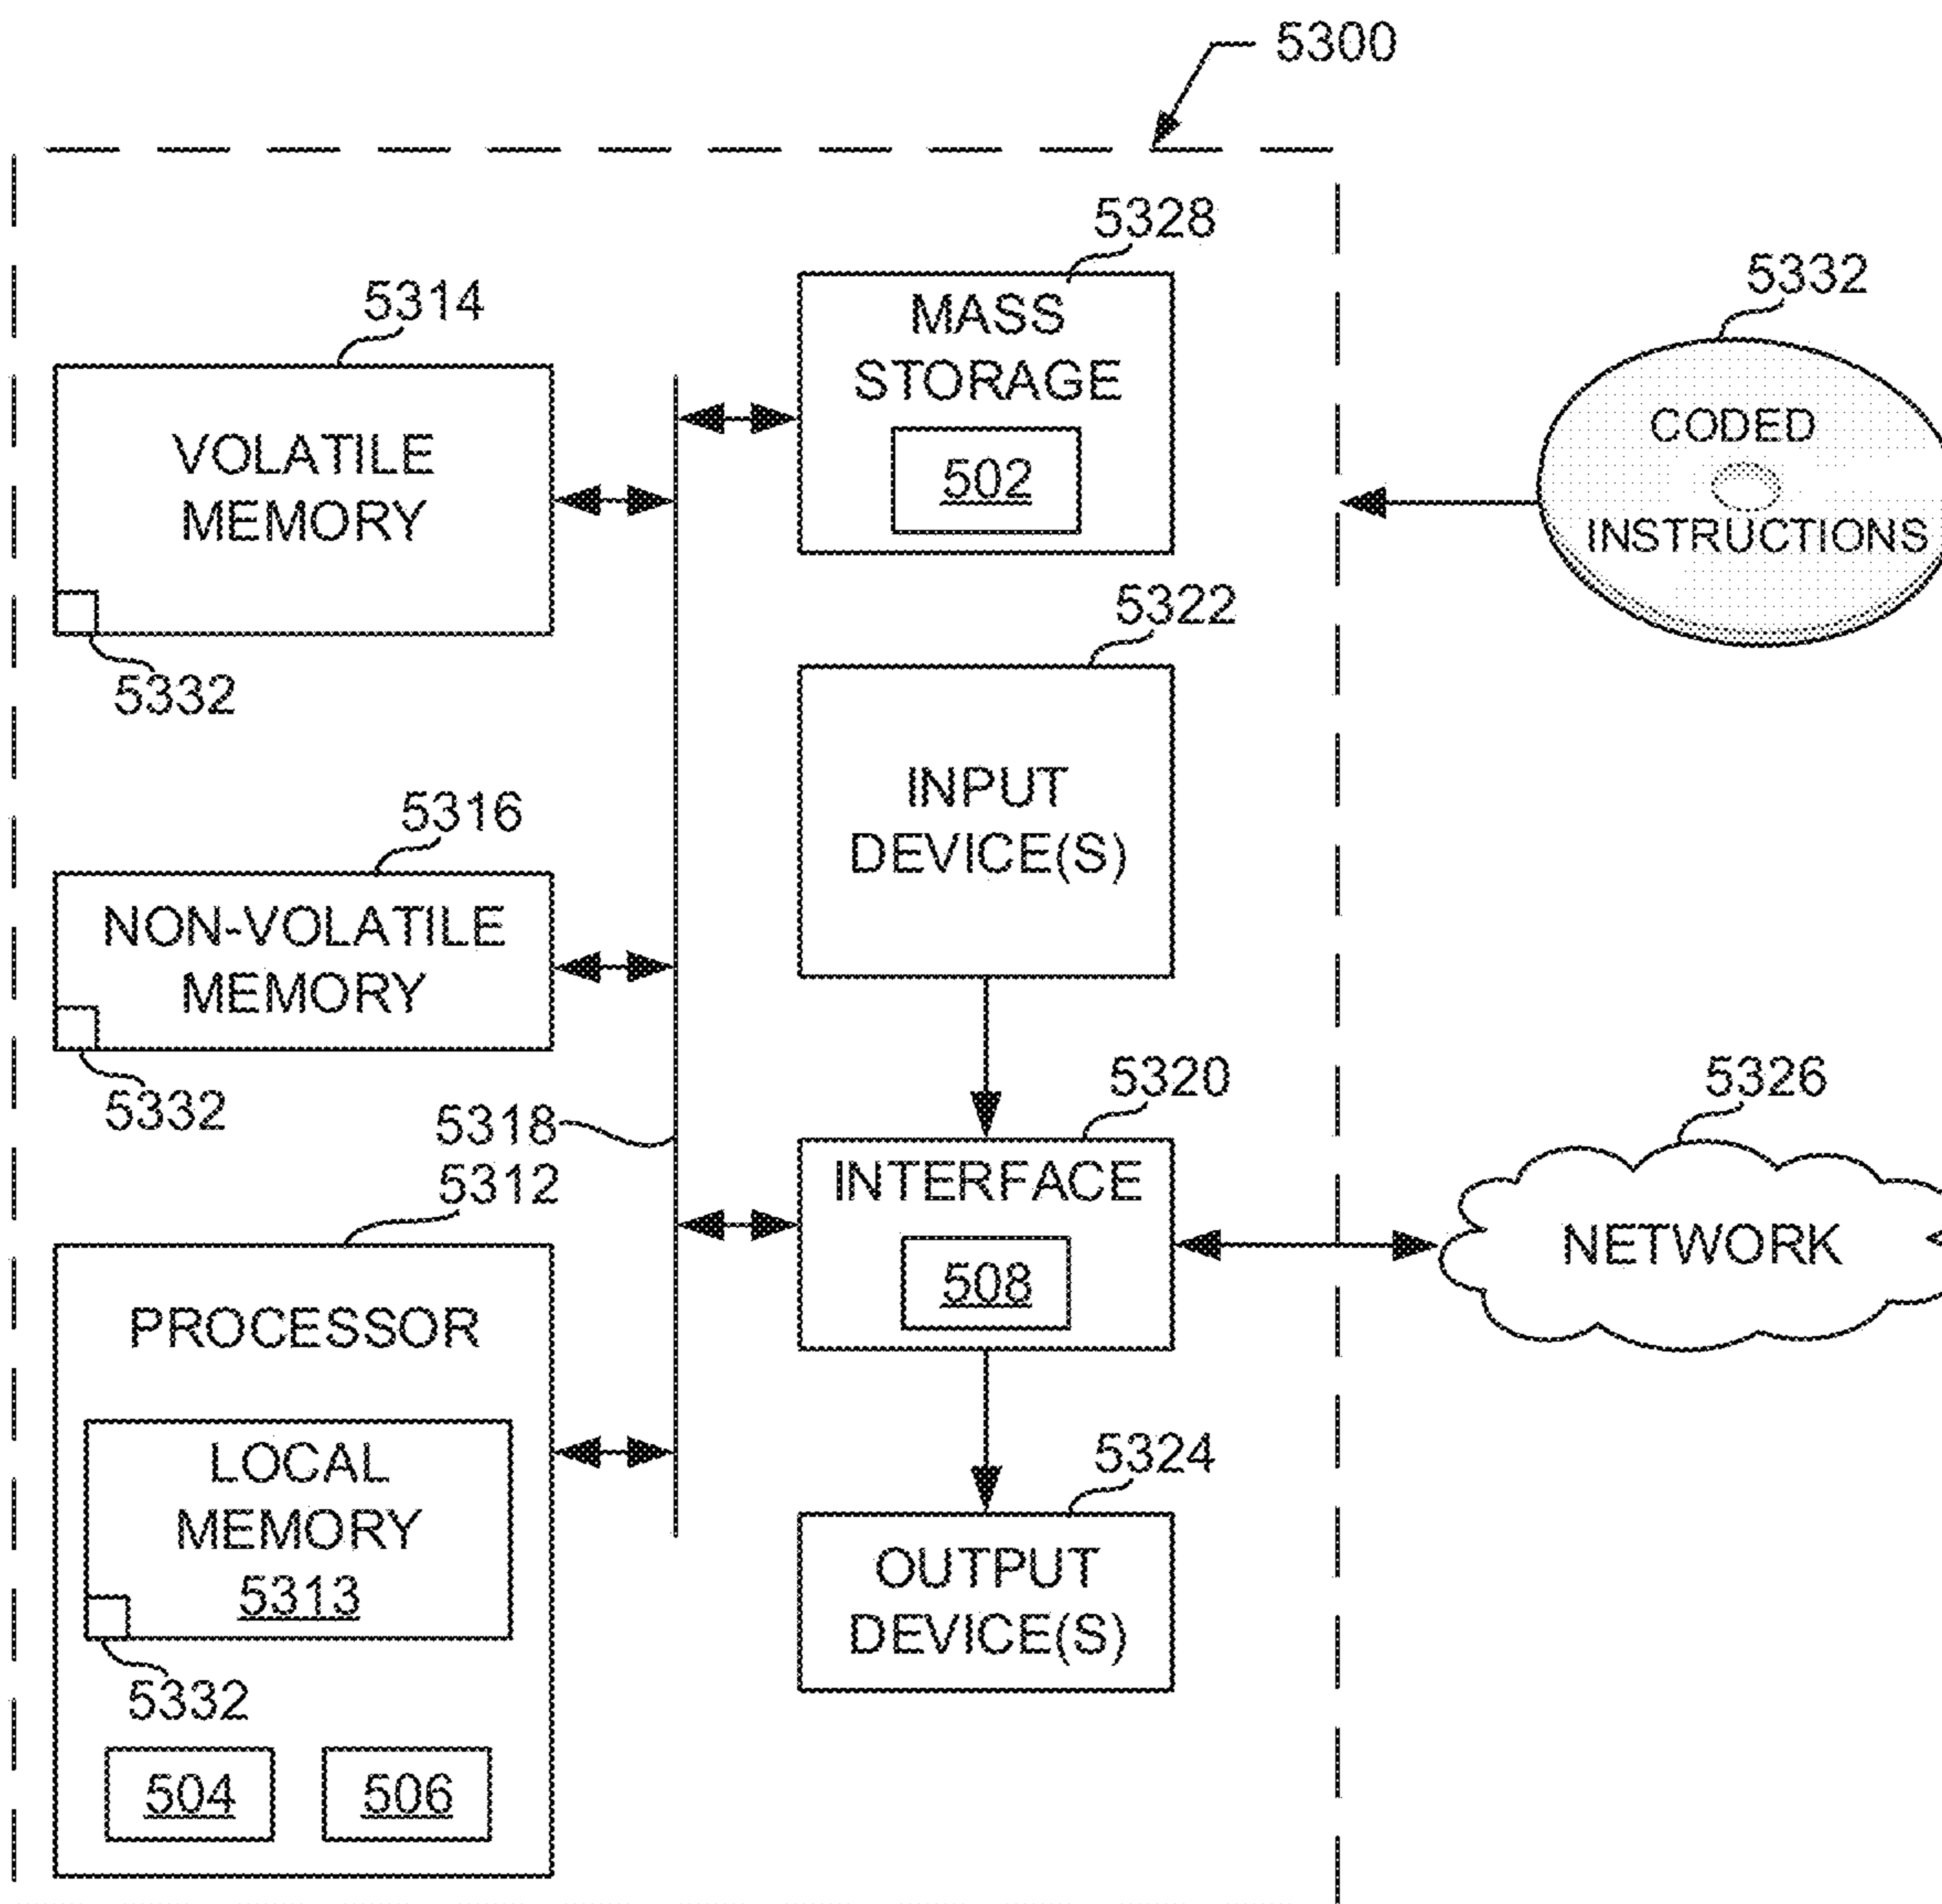 5300
5328
5314
MASS
STORAGE
502
5332
CODED
INSTRUCTIONS
VOLATILE
MEMORY
5332
5322
INPUT
DEVICE(S)
5316
NON-VOLATILE
MEMORY
5332
5318
5312
5320
INTERFACE
508
5326
NETWORK
PROCESSOR
LOCAL
MEMORY
5313
5332
504
506
5324
OUTPUT
DEVICE(S)